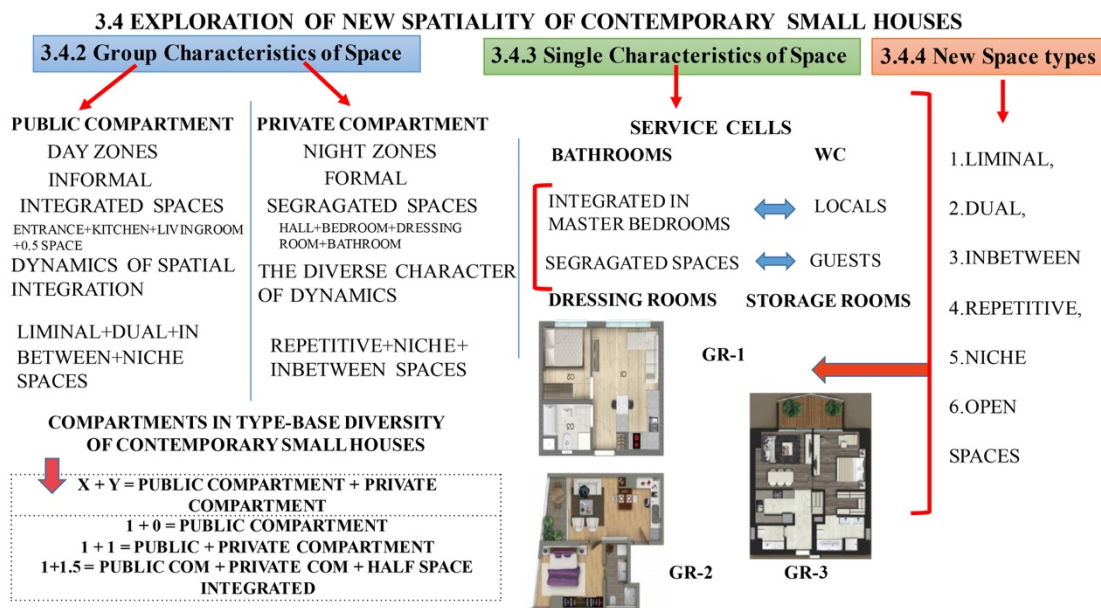 3.4 EXPLORATION OF NEW SPATIALITY OF CONTEMPORARY SMALL HOUSES
3.4.2 Group Characteristics of Space
PUBLIC COMPARTMENT
DAY ZONES
INFORMAL
INTEGRATED SPACES
ENTRANCE+KITCHEN+LIVINGROOM
+0.5 SPACE
DYNAMICS OF SPATIAL
INTEGRATION
LIMINAL+DUAL+IN
BETWEEN+NICHE
SPACES
PRIVATE COMPARTMENT
NIGHT ZONES
FORMAL
SEGRAGATED SPACES
HALL+BEDROOM+DRESSING
ROOM+BATHROOM
THE DIVERSE CHARACTER
OF DYNAMICS
REPETITIVE+NICHE+
INBETWEEN SPACES
COMPARTMENTS IN TYPE-BASE DIVERSITY
OF CONTEMPORARY SMALL HOUSES
X + Y = PUBLIC COMPARTMENT + PRIVATE
COMPARTMENT
1 + 0 = PUBLIC COMPARTMENT
1 + 1 = PUBLIC + PRIVATE COMPARTMENT
1+1.5 = PUBLIC COM + PRIVATE COM + HALF SPACE
INTEGRATED
3.4.3 Single Characteristics of Space
SERVICE CELLS
BATHROOMS WC
INTEGRATED IN
MASTER BEDROOMS
LOCALS
SEGRAGATED SPACES GUESTS
DRESSING ROOMS STORAGE ROOMS
GR-1
GR-2
GR-3
3.4.4 New Space types
1.LIMINAL,
2.DUAL,
3.INBETWEEN
4.REPETITIVE,
5.NICHE
6.OPEN
SPACES